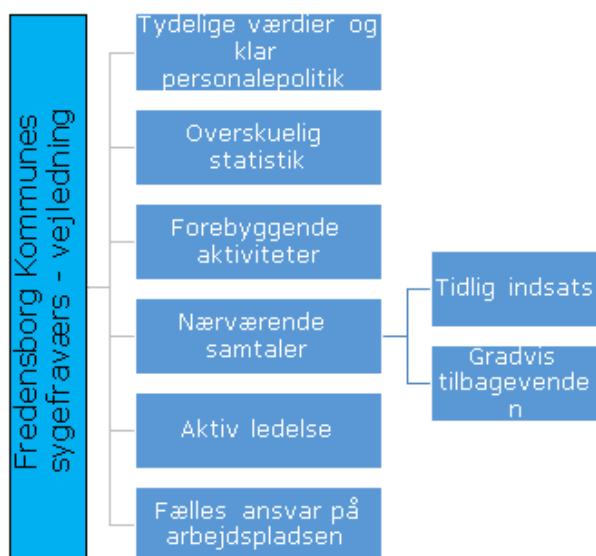 Fredensborg Kommunes
sygefraværs - vejledning
Tydelige værdier og
klar
personalepolitik
Overskuelig
statistik
Forebyggende
aktiviteter
Nærværende
samtaler
Tidlig indsats
Gradvis
tilbagevende
n
Aktiv ledelse
Fælles ansvar på
arbejdspladsen